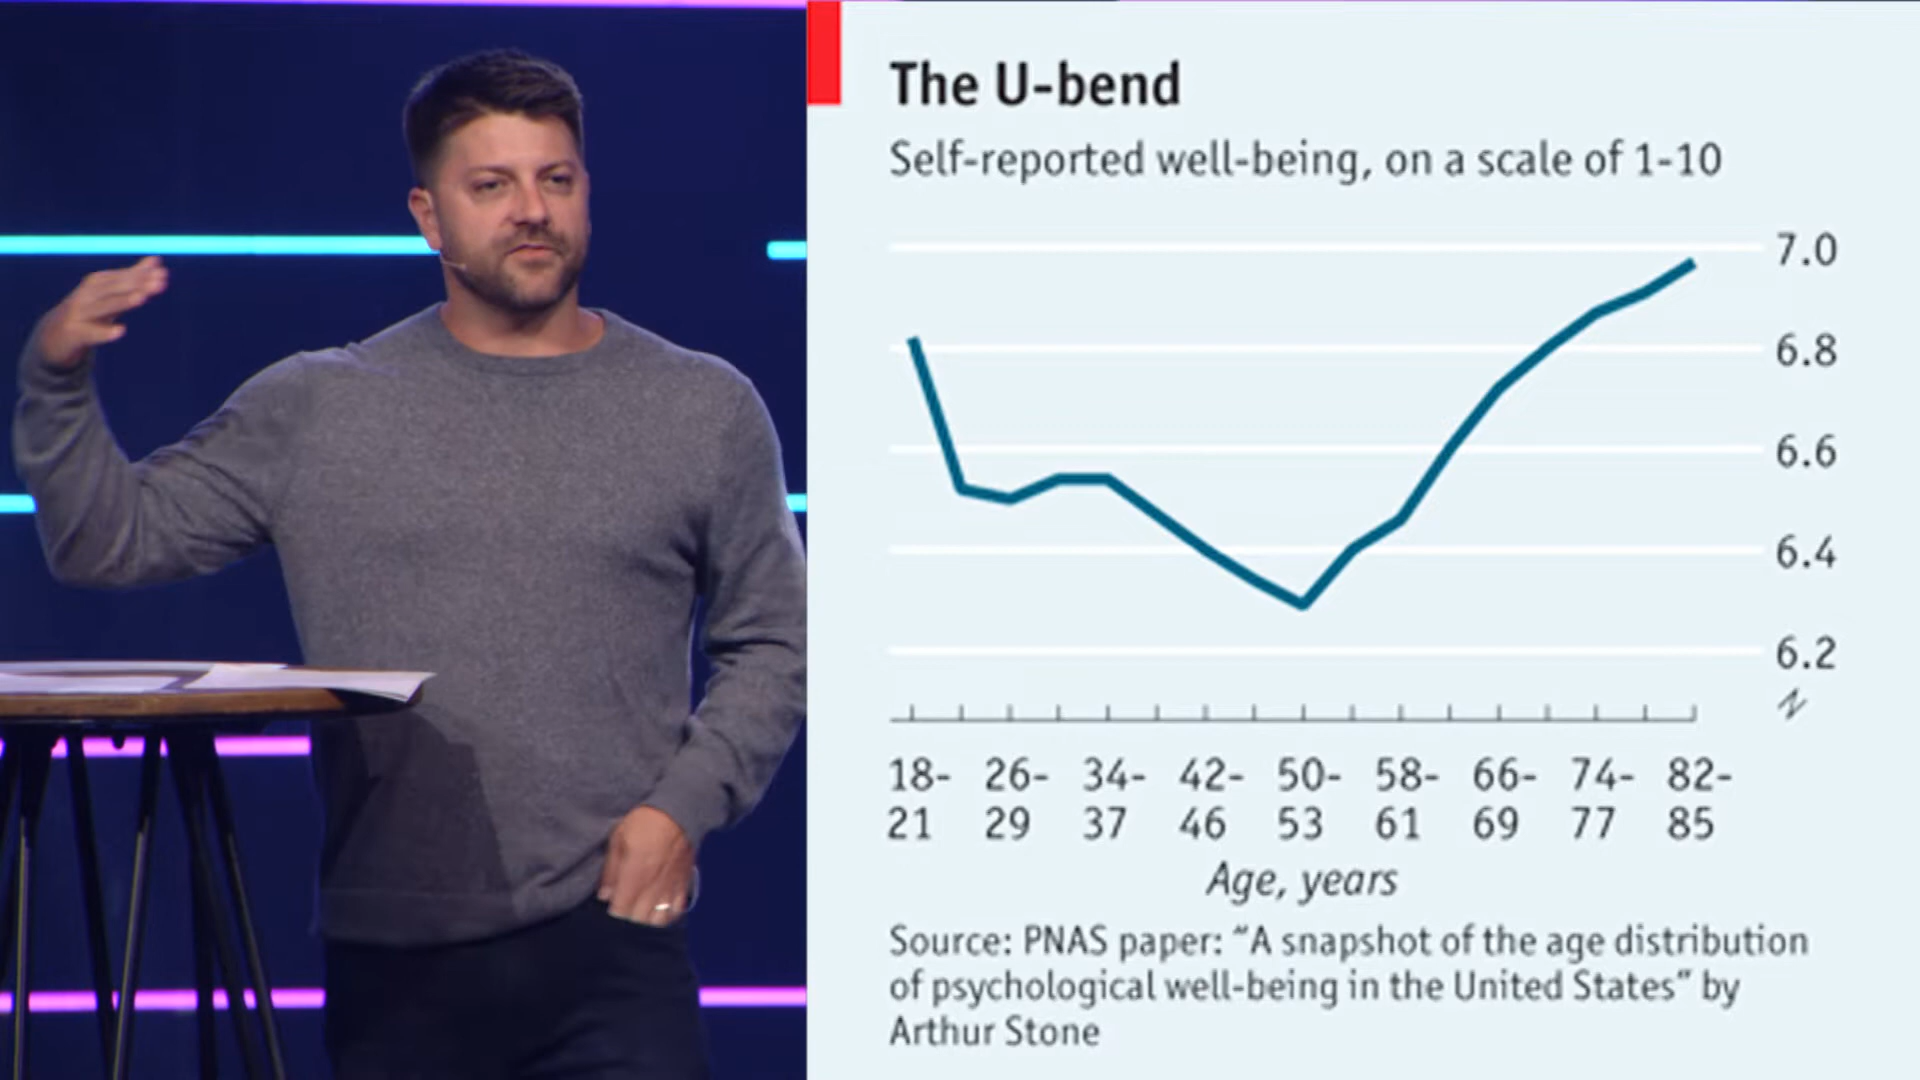 The U-bend
Self-reported well-being, on a scale of 1-10
7.0
6.8
6.6
6.4
6.2
18- 26- 34- 42- 50- 58- 66- 74- 82-
21 29 37 46 53 61 69 77 85
Age, years
Source: PNAS paper: “A snapshot of the age distribution
of psychological well-being in the United States” by
Arthur Stone